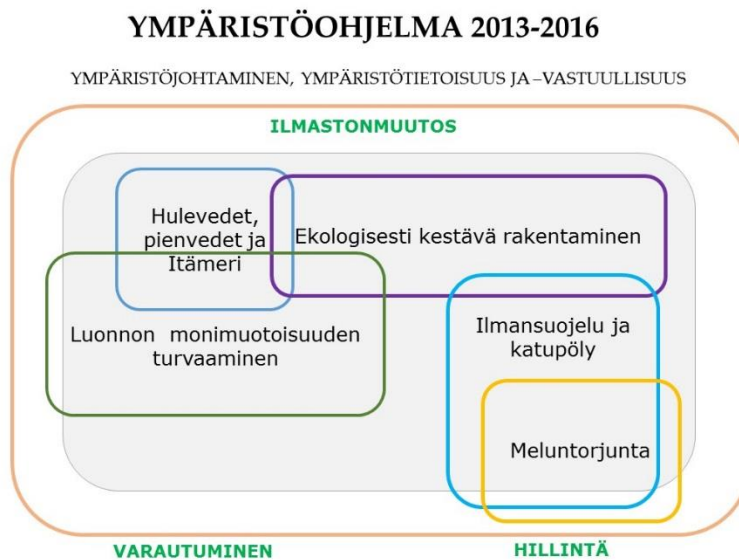 YMPÄRISTÖOHJELMA 2013-2016
YMPÄRISTÖJOHTAMINEN, YMPÄRISTÖTIETOISUUS JA –VASTUULLISUUS
ILMASTONMUUTOS
Hulevedet,
pienvedet ja
Itämeri
Ekologisesti kestävä rakentaminen
Luonnon monimuotoisuuden
turvaaminen
Ilmansuojelu ja
katupöly
Meluntorjunta
VARAUTUMINEN
HILLINTÄ